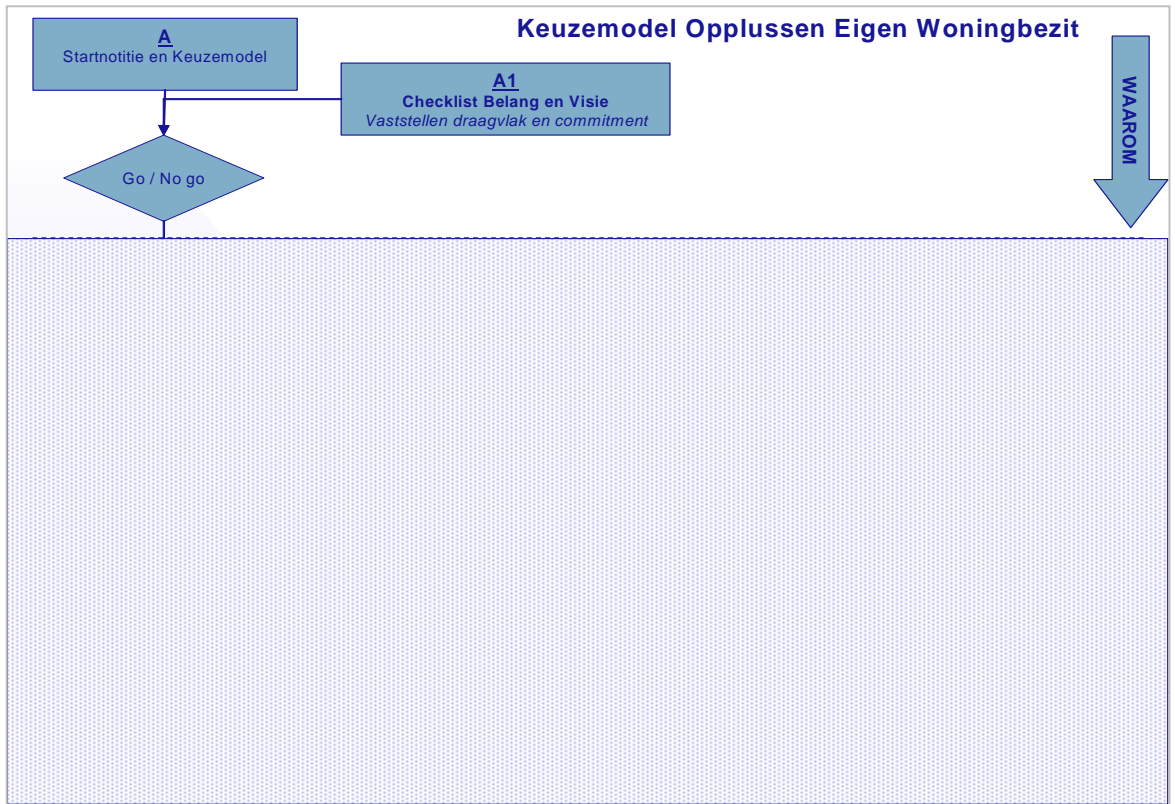 Keuzemodel Opplussen Eigen Woningbezit
A
Startnotitie en Keuzemodel
A1
Checklist Belang en Visie
Vaststellen draagvlak en commitment
Go / No go
WAAROM